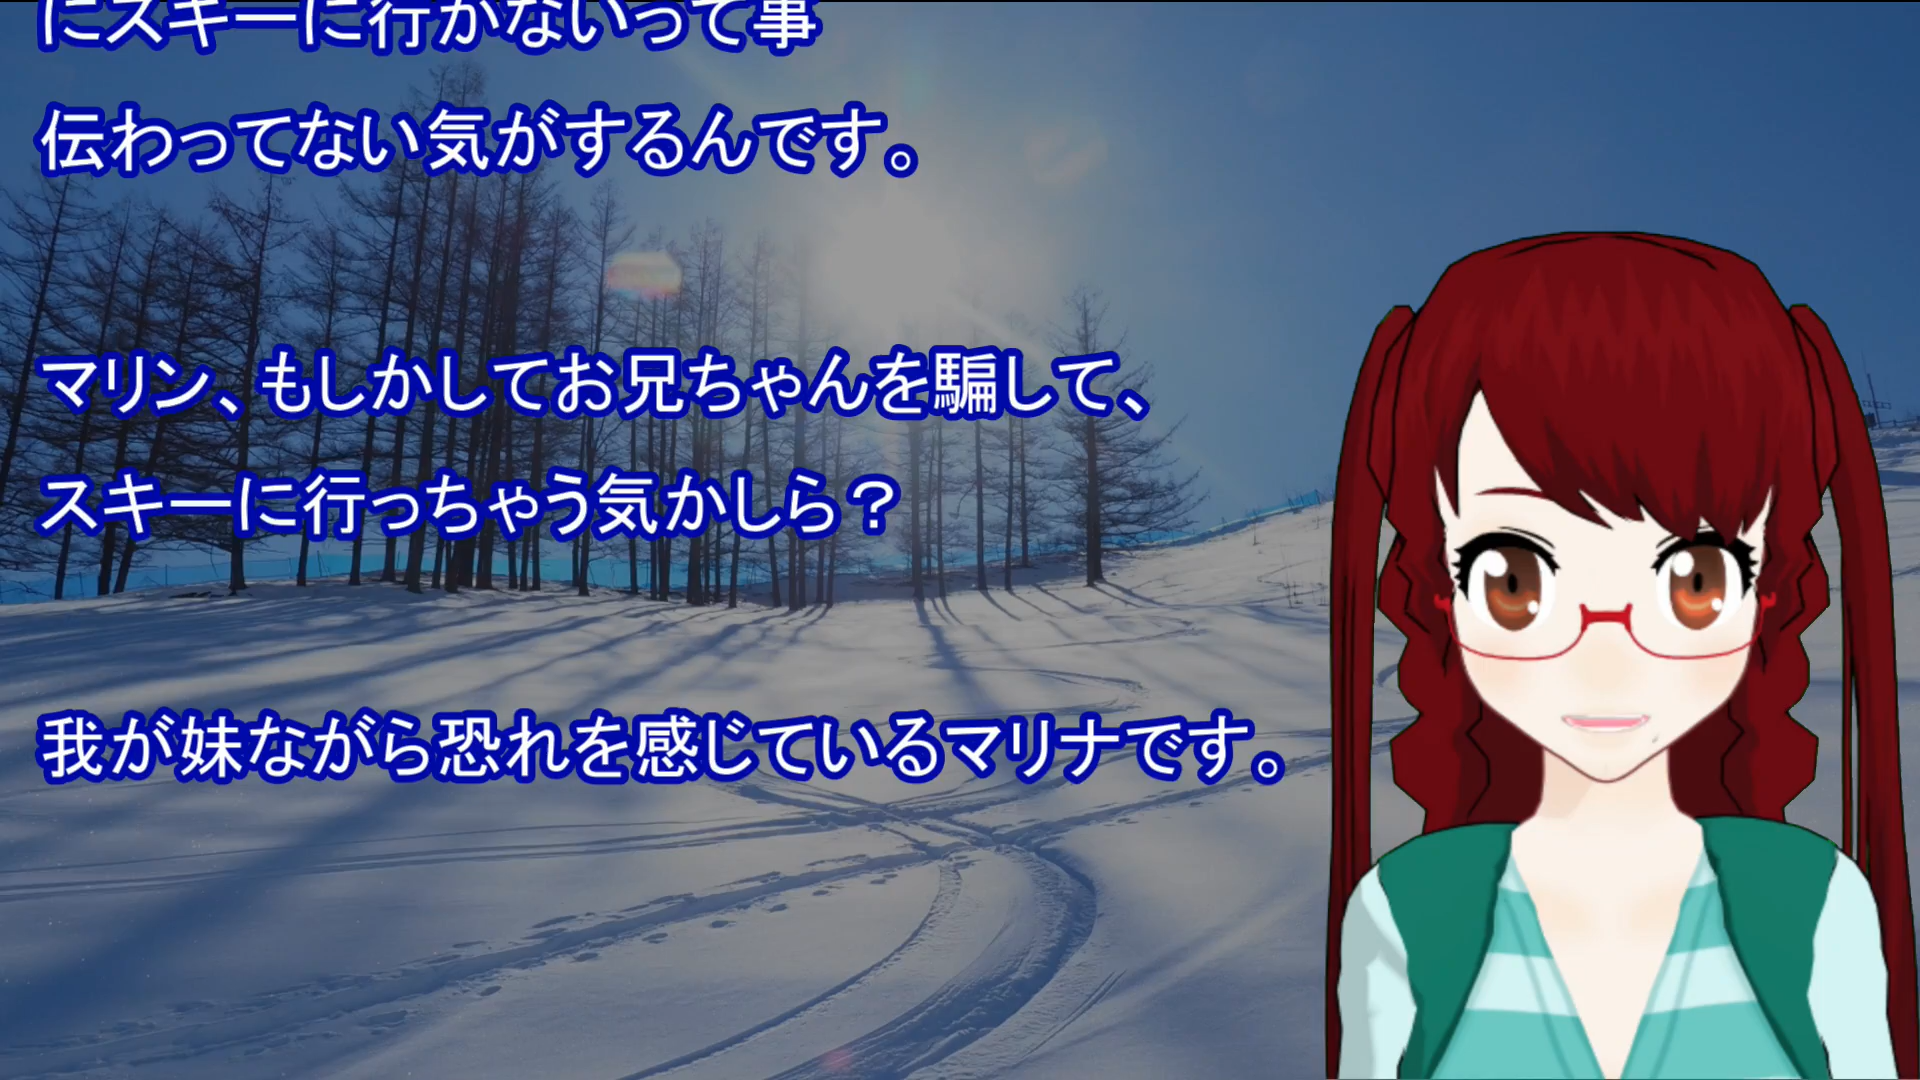 にスキーに行かないって事
伝わってない気がするんです。
マリン、もしかしてお兄ちゃんを騙して、
スキーに行っちゃう気かしら？
我が妹ながら恐れを感じているマリナです。